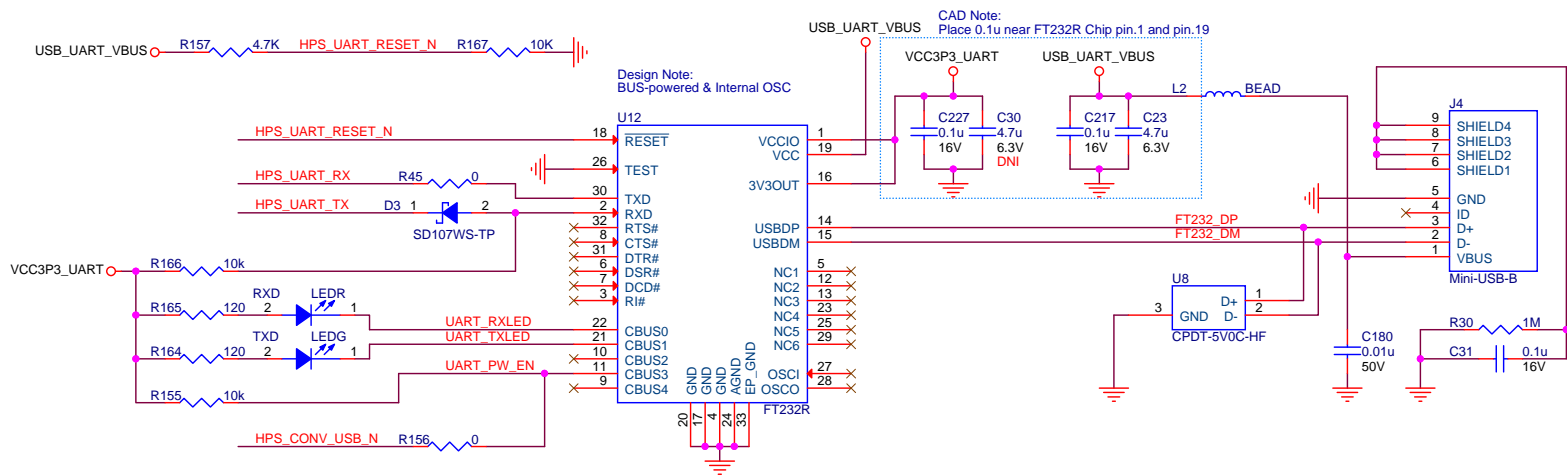 CAD Note:
Place 0.1u near FT232R Chip pin.1 and pin.19
USB_UART_VBUS
R157
4.7K
HPS_UART_RESET_N
R167
10K
USB_UART_VBUS
VCC3P3_UART
USB_UART_VBUS
Design Note:
BUS-powered & Internal OSC
C227
0.1u
16V
C30
4.7u
6.3V
DNI
C217
0.1u
16V
C23
4.7u
6.3V
L2
BEAD
U12
HPS_UART_RESET_N
18
RESET
26
TEST
HPS_UART_RX
R45
0
30
TXD
HPS_UART_TX
D3
1
2
SD107WS-TP
2
RXD
32
RTS#
8
CTS#
31
DTR#
6
DSR#
7
DCD#
3
RI#
VCC3P3_UART
R166
10k
R165
120
RXD
2
LEDR
1
UART_RXLED
22
CBUS0
R164
120
TXD
2
LEDG
1
UART_TXLED
21
CBUS1
10
CBUS2
UART_PW_EN
11
CBUS3
9
CBUS4
R155
10k
HPS_CONV_USB_N
R156
0
VCCIO
1
VCC
19
3V3OUT
16
USBDP
14
USBDM
15
FT232_DP
FT232_DM
NC1
5
NC2
12
NC3
13
NC4
23
NC5
25
NC6
29
OSCI
27
OSCO
28
GND
GND
GND
AGND
EP_GND
20
17
4
24
33
FT232R
U8
3
GND
D+
1
D-
2
CPDT-5V0C-HF
J4
9
SHIELD4
8
SHIELD3
7
SHIELD2
6
SHIELD1
5
GND
4
ID
3
D+
2
D-
1
VBUS
Mini-USB-B
C180
0.01u
50V
R30
1M
C31
0.1u
16V